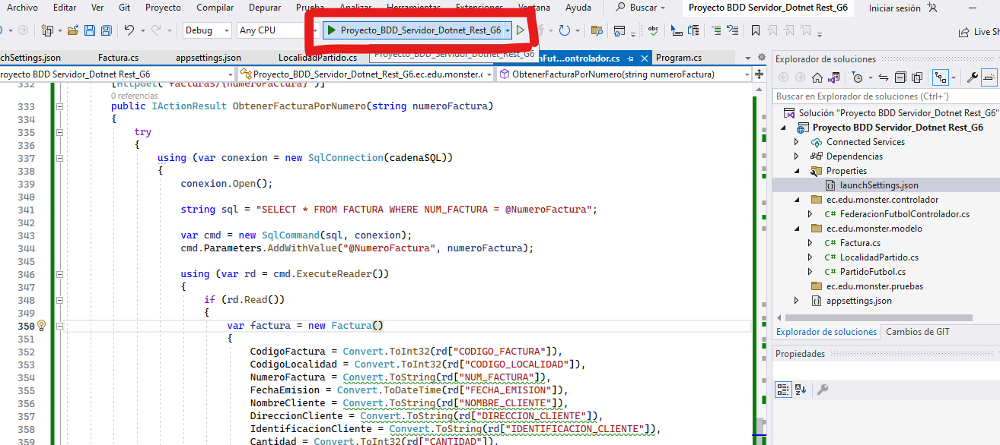 Archivo Editar Ver Git Proyecto Compilar Depurar Prueba Analizar Herramientas Extensiones Ventana Ayuda Buscar Proyecto BDD Servidor_Dotnet Rest_G6 Iniciar sesión
Debug Any CPU Proyecto_BDD_Servidor_Dotnet_Rest_G6 Live Sh
chSettings.json Factura.cs appsettings.json LocalidadPartido.cs Proyecto_BDD_Servidor_Dotnet_Rest_G6 nFut...ontrolador.cs Program.cs
royecto BDD Servidor_Dotnet Rest_G6 Proyecto_BDD_Servidor_Dotnet_Rest_G6.ec.edu.monster.c ObtenerFacturaPorNumero(string numeroFactura)
332 [HttpGet("facturas/{numeroFactura}")]
0 referencias
333 public IActionResult ObtenerFacturaPorNumero(string numeroFactura)
334 {
335 try
336 {
337 using (var conexion = new SqlConnection(cadenaSQL))
338 {
339 conexion.Open();
340
341 string sql = "SELECT * FROM FACTURA WHERE NUM_FACTURA = @NumeroFactura";
342
343 var cmd = new SqlCommand(sql, conexion);
344 cmd.Parameters.AddWithValue("@NumeroFactura", numeroFactura);
345
346 using (var rd = cmd.ExecuteReader())
347 {
348 if (rd.Read())
349 {
350 var factura = new Factura()
351 {
352 CodigoFactura = Convert.ToInt32(rd["CODIGO_FACTURA"]),
353 CodigoLocalidad = Convert.ToInt32(rd["CODIGO_LOCALIDAD"]),
354 NumeroFactura = Convert.ToString(rd["NUM_FACTURA"]),
355 FechaEmision = Convert.ToDateTime(rd["FECHA_EMISION"]),
356 NombreCliente = Convert.ToString(rd["NOMBRE_CLIENTE"]),
357 DireccionCliente = Convert.ToString(rd["DIRECCION_CLIENTE"]),
358 IdentificacionCliente = Convert.ToString(rd["IDENTIFICACION_CLIENTE"]),
359 Cantidad = Convert.ToInt32(rd["CANTIDAD"]),
Explorador de soluciones
Buscar en Explorador de soluciones (Ctrl+´)
Solución "Proyecto BDD Servidor_Dotnet Rest_G6"
Proyecto BDD Servidor_Dotnet Rest_G6
Connected Services
Dependencias
Properties
launchSettings.json
ec.edu.monster.controlador
C# FederacionFutbolControlador.cs
ec.edu.monster.modelo
C# Factura.cs
C# LocalidadPartido.cs
C# PartidoFutbol.cs
ec.edu.monster.pruebas
appsettings.json
Explorador de soluciones Cambios de GIT
Propiedades